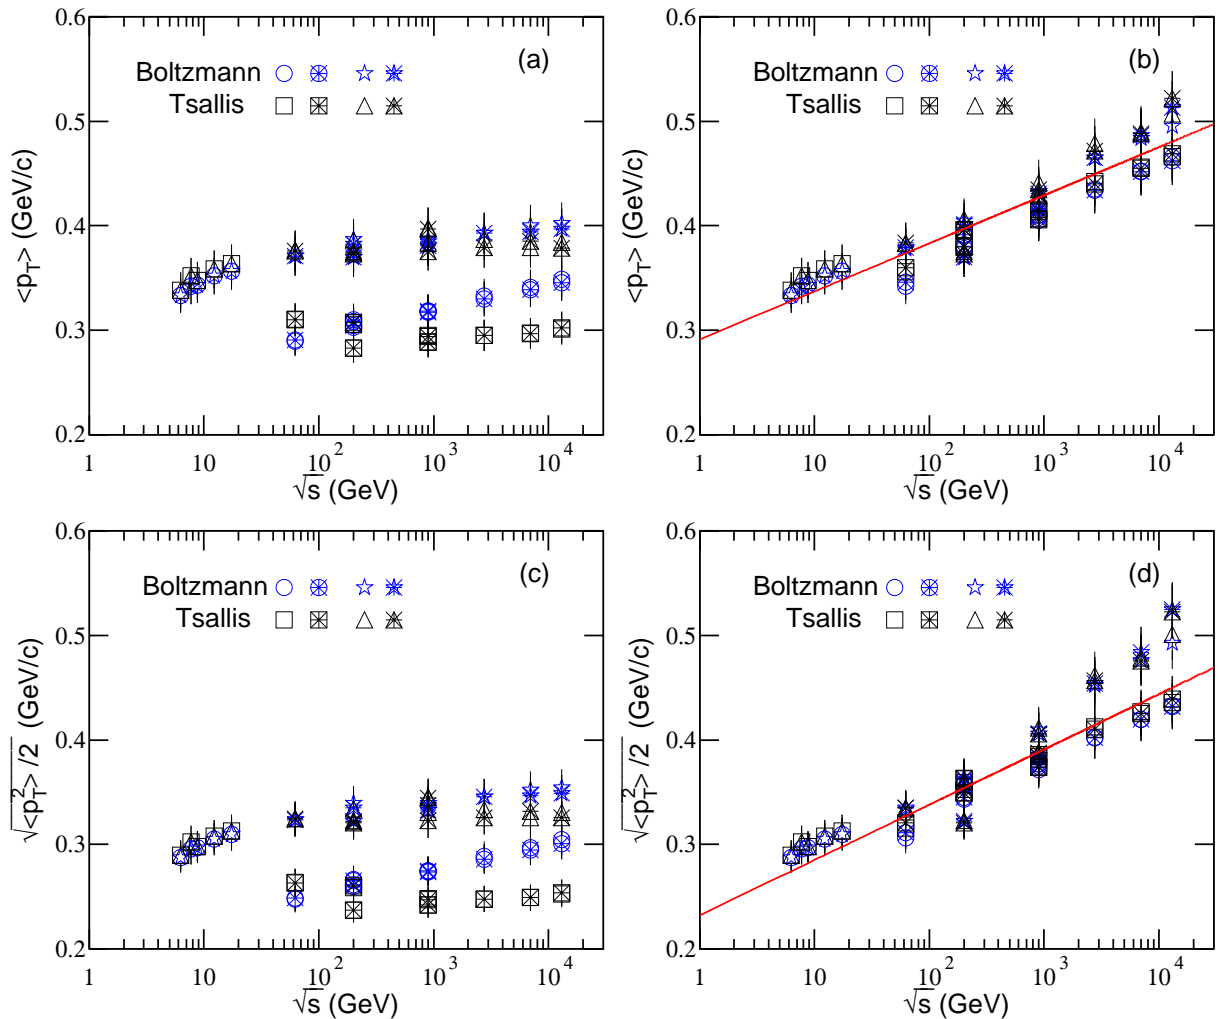 0.6
0.5
0.4
0.3
0.2
<p_T> (GeV/c)
Boltzmann
Tsallis
(a)
1 10 10^2 10^3 10^4
√s (GeV)
0.6
0.5
0.4
0.3
0.2
<p_T> (GeV/c)
Boltzmann
Tsallis
(b)
1 10 10^2 10^3 10^4
√s (GeV)
0.6
0.5
0.4
0.3
0.2
√<p_T^2>/2 (GeV/c)
Boltzmann
Tsallis
(c)
1 10 10^2 10^3 10^4
√s (GeV)
0.6
0.5
0.4
0.3
0.2
√<p_T^2>/2 (GeV/c)
Boltzmann
Tsallis
(d)
1 10 10^2 10^3 10^4
√s (GeV)